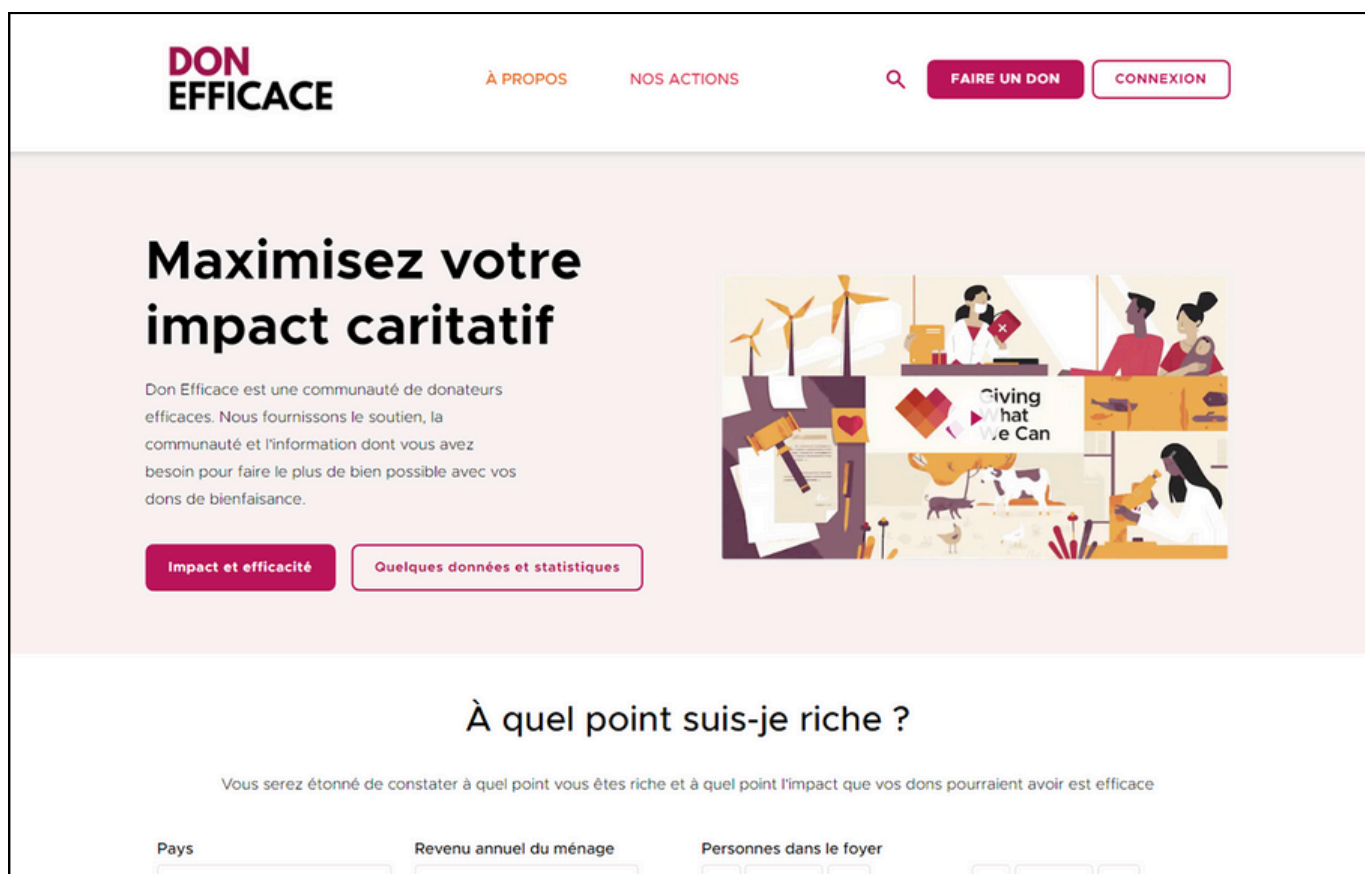 DON
EFFICACE
À PROPOS
NOS ACTIONS
FAIRE UN DON
CONNEXION
Maximisez votre
impact caritatif
Don Efficace est une communauté de donateurs
efficaces. Nous fournissons le soutien, la
communauté et l'information dont vous avez
besoin pour faire le plus de bien possible avec vos
dons de bienfaisance.
Impact et efficacité
Quelques données et statistiques
Giving
What
We Can
À quel point suis-je riche ?
Vous serez étonné de constater à quel point vous êtes riche et à quel point l'impact que vos dons pourraient avoir est efficace
Pays
Revenu annuel du ménage
Personnes dans le foyer